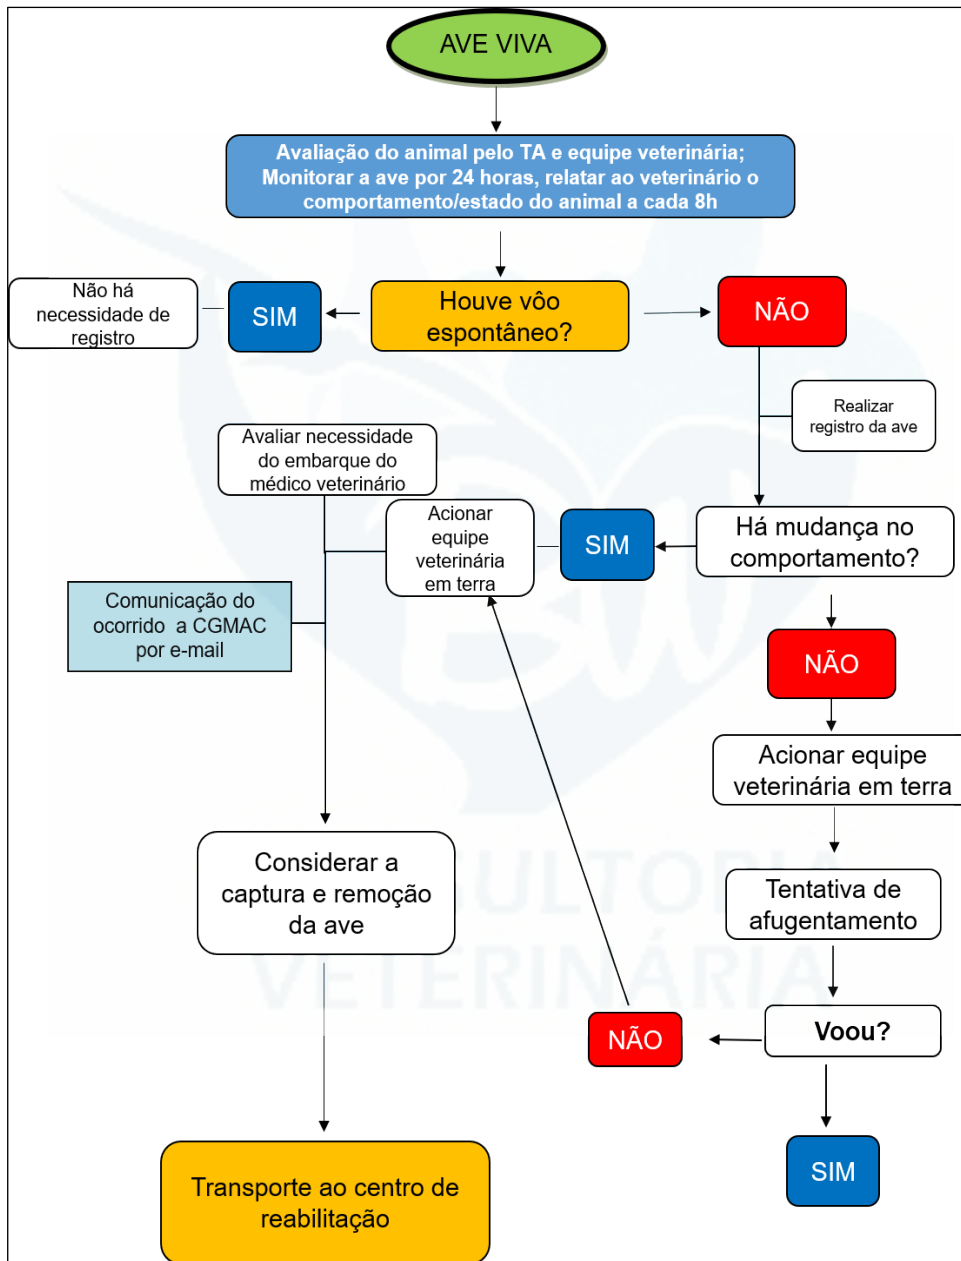 AVE VIVA
Avaliação do animal pelo TA e equipe veterinária;
Monitorar a ave por 24 horas, relatar ao veterinário o
comportamento/estado do animal a cada 8h
Não há
necessidade de
registro
SIM
Houve vôo
espontâneo?
NÃO
Realizar
registro da ave
Avaliar necessidade
do embarque do
médico veterinário
Acionar
equipe
veterinária
em terra
SIM
Há mudança no
comportamento?
Comunicação do
ocorrido a CGMAC
por e-mail
NÃO
Acionar equipe
veterinária em terra
Considerar a
captura e remoção
da ave
Tentativa de
afugentamento
NÃO
Voou?
SIM
Transporte ao centro de
reabilitação
BW
CONSULTORIA
VETERINÁRIA